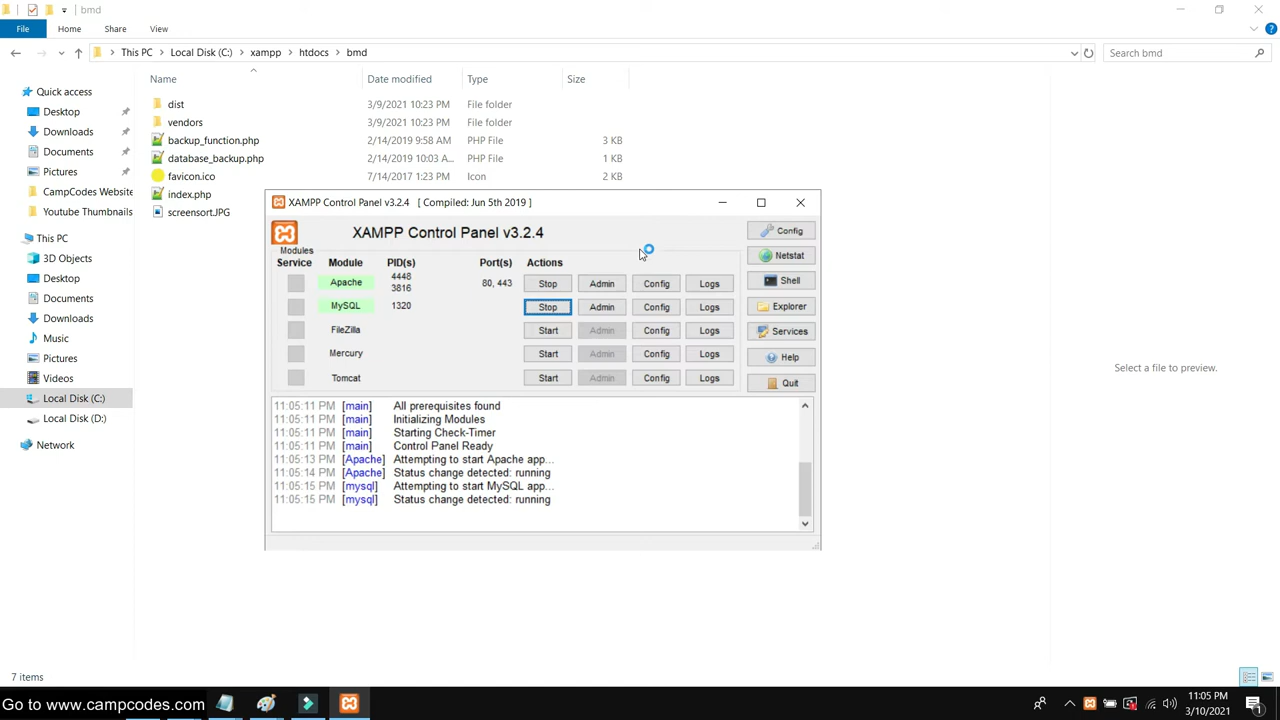 bmd
File Home Share View
This PC Local Disk (C:) xampp htdocs bmd
Search bmd
Name Date modified Type Size
Quick access
Desktop
Downloads
Documents
Pictures
CampCodes Website
Youtube Thumbnails
This PC
3D Objects
Desktop
Documents
Downloads
Music
Pictures
Videos
Local Disk (C:)
Local Disk (D:)
Network
dist 3/9/2021 10:23 PM File folder
vendors 3/9/2021 10:23 PM File folder
backup_function.php 2/14/2019 9:58 AM PHP File 3 KB
database_backup.php 2/14/2019 10:03 A... PHP File 1 KB
favicon.ico 7/14/2017 1:23 PM Icon 2 KB
index.php
screensort.JPG
Select a file to preview.
XAMPP Control Panel v3.2.4 [ Compiled: Jun 5th 2019 ]
XAMPP Control Panel v3.2.4
Modules
Service Module PID(s) Port(s) Actions
Apache 4448 3816 80, 443 Stop Admin Config Logs
MySQL 1320 Stop Admin Config Logs
FileZilla Start Admin Config Logs
Mercury Start Admin Config Logs
Tomcat Start Admin Config Logs
Config
Netstat
Shell
Explorer
Services
Help
Quit
11:05:11 PM [main] All prerequisites found
11:05:11 PM [main] Initializing Modules
11:05:11 PM [main] Starting Check-Timer
11:05:11 PM [main] Control Panel Ready
11:05:13 PM [Apache] Attempting to start Apache app...
11:05:14 PM [Apache] Status change detected: running
11:05:15 PM [mysql] Attempting to start MySQL app...
11:05:15 PM [mysql] Status change detected: running
7 items
Go to www.campcodes.com
11:05 PM
3/10/2021
1